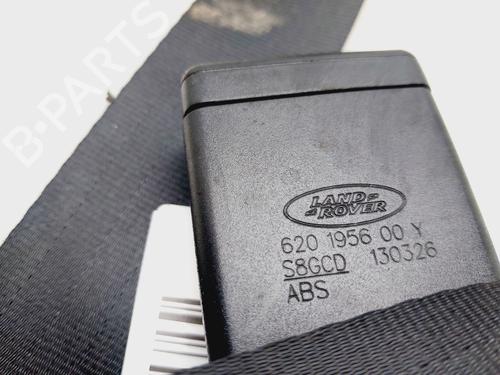 B-PARTS
LAND
ROVER
620 1956 00 Y
S8GCD 130326
ABS